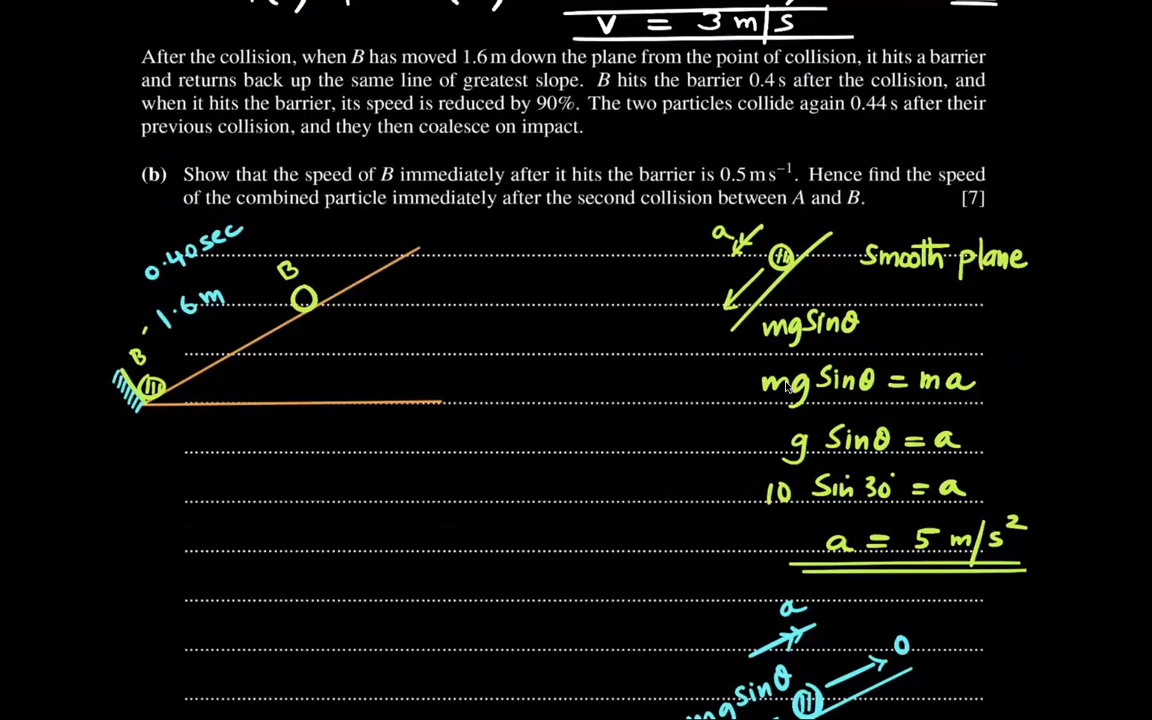 V = 3 m/s
After the collision, when B has moved 1.6 m down the plane from the point of collision, it hits a barrier
and returns back up the same line of greatest slope. B hits the barrier 0.4 s after the collision, and
when it hits the barrier, its speed is reduced by 90%. The two particles collide again 0.44 s after their
previous collision, and they then coalesce on impact.
(b) Show that the speed of B immediately after it hits the barrier is 0.5 m s⁻¹. Hence find the speed
of the combined particle immediately after the second collision between A and B. [7]
0.40sec
B
1.6m
B
a
smooth plane
mgSinθ
mg Sinθ = ma
g Sinθ = a
10 Sin 30° = a
a = 5 m/s²
a
0
mgSinθ